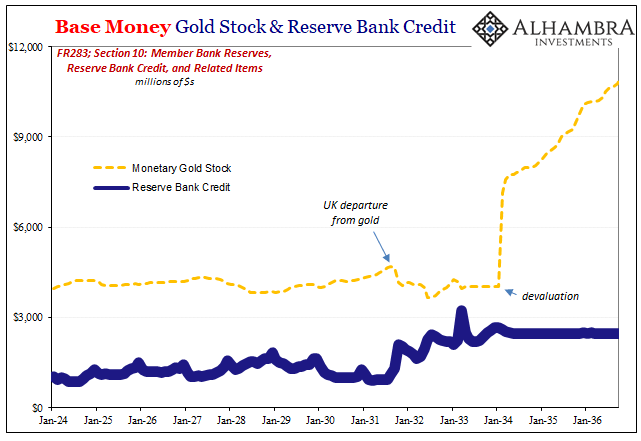 Base Money Gold Stock & Reserve Bank Credit
ALHAMBRA
INVESTMENTS
FR283; Section 10: Member Bank Reserves,
Reserve Bank Credit, and Related Items
millions of $s
$12,000
$9,000
$6,000
$3,000
$0
Monetary Gold Stock
Reserve Bank Credit
UK departure
from gold
devaluation
Jan-24 Jan-25 Jan-26 Jan-27 Jan-28 Jan-29 Jan-30 Jan-31 Jan-32 Jan-33 Jan-34 Jan-35 Jan-36